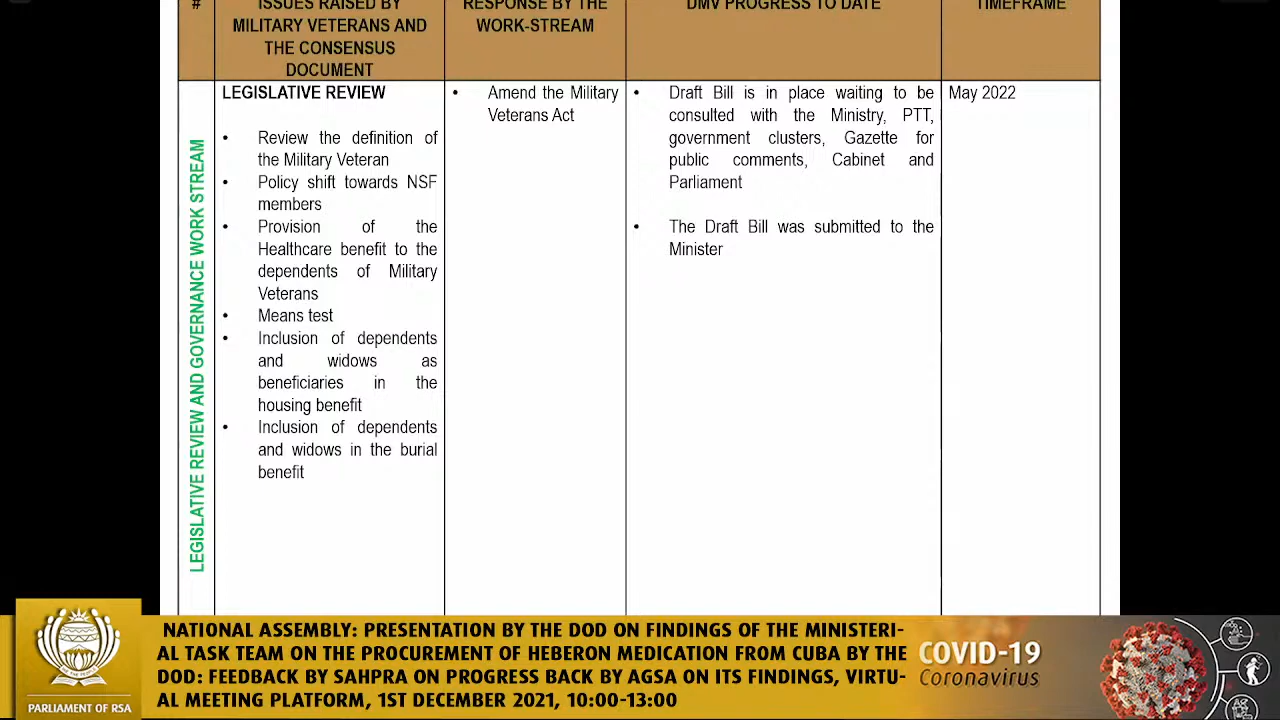 #
ISSUES RAISED BY
MILITARY VETERANS AND
THE CONSENSUS
DOCUMENT
RESPONSE BY THE
WORK-STREAM
DMV PROGRESS TO DATE
TIMEFRAME
LEGISLATIVE REVIEW AND GOVERNANCE WORK STREAM
LEGISLATIVE REVIEW
• Review the definition of
the Military Veteran
• Policy shift towards NSF
members
• Provision of the
Healthcare benefit to the
dependents of Military
Veterans
• Means test
• Inclusion of dependents
and widows as
beneficiaries in the
housing benefit
• Inclusion of dependents
and widows in the burial
benefit
• Amend the Military
Veterans Act
• Draft Bill is in place waiting to be
consulted with the Ministry, PTT,
government clusters, Gazette for
public comments, Cabinet and
Parliament
• The Draft Bill was submitted to the
Minister
May 2022
PARLIAMENT OF RSA
NATIONAL ASSEMBLY: PRESENTATION BY THE DOD ON FINDINGS OF THE MINISTERI-
AL TASK TEAM ON THE PROCUREMENT OF HEBERON MEDICATION FROM CUBA BY THE
DOD: FEEDBACK BY SAHPRA ON PROGRESS BACK BY AGSA ON ITS FINDINGS, VIRTU-
AL MEETING PLATFORM, 1ST DECEMBER 2021, 10:00-13:00
COVID-19
Coronavirus